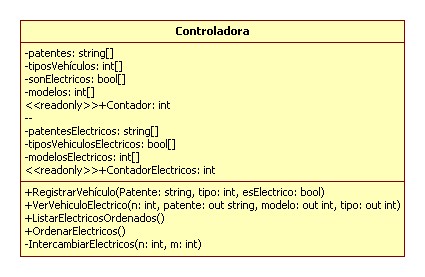 Controladora
-patentes: string[]
-tiposVehículos: int[]
-sonElectricos: bool[]
-modelos: int[]
<<readonly>>+Contador: int
--
-patentesElectricos: string[]
-tiposVehiculosElectricos: bool[]
-modelosElectricos: int[]
<<readonly>>+ContadorElectricos: int
+RegistrarVehículo(Patente: string, tipo: int, esElectrico: bool)
+VerVehiculoElectrico(n: int, patente: out string, modelo: out int, tipo: out int)
+ListarElectricosOrdenados()
+OrdenarElectricos()
-IntercambiarElectricos(n: int, m: int)